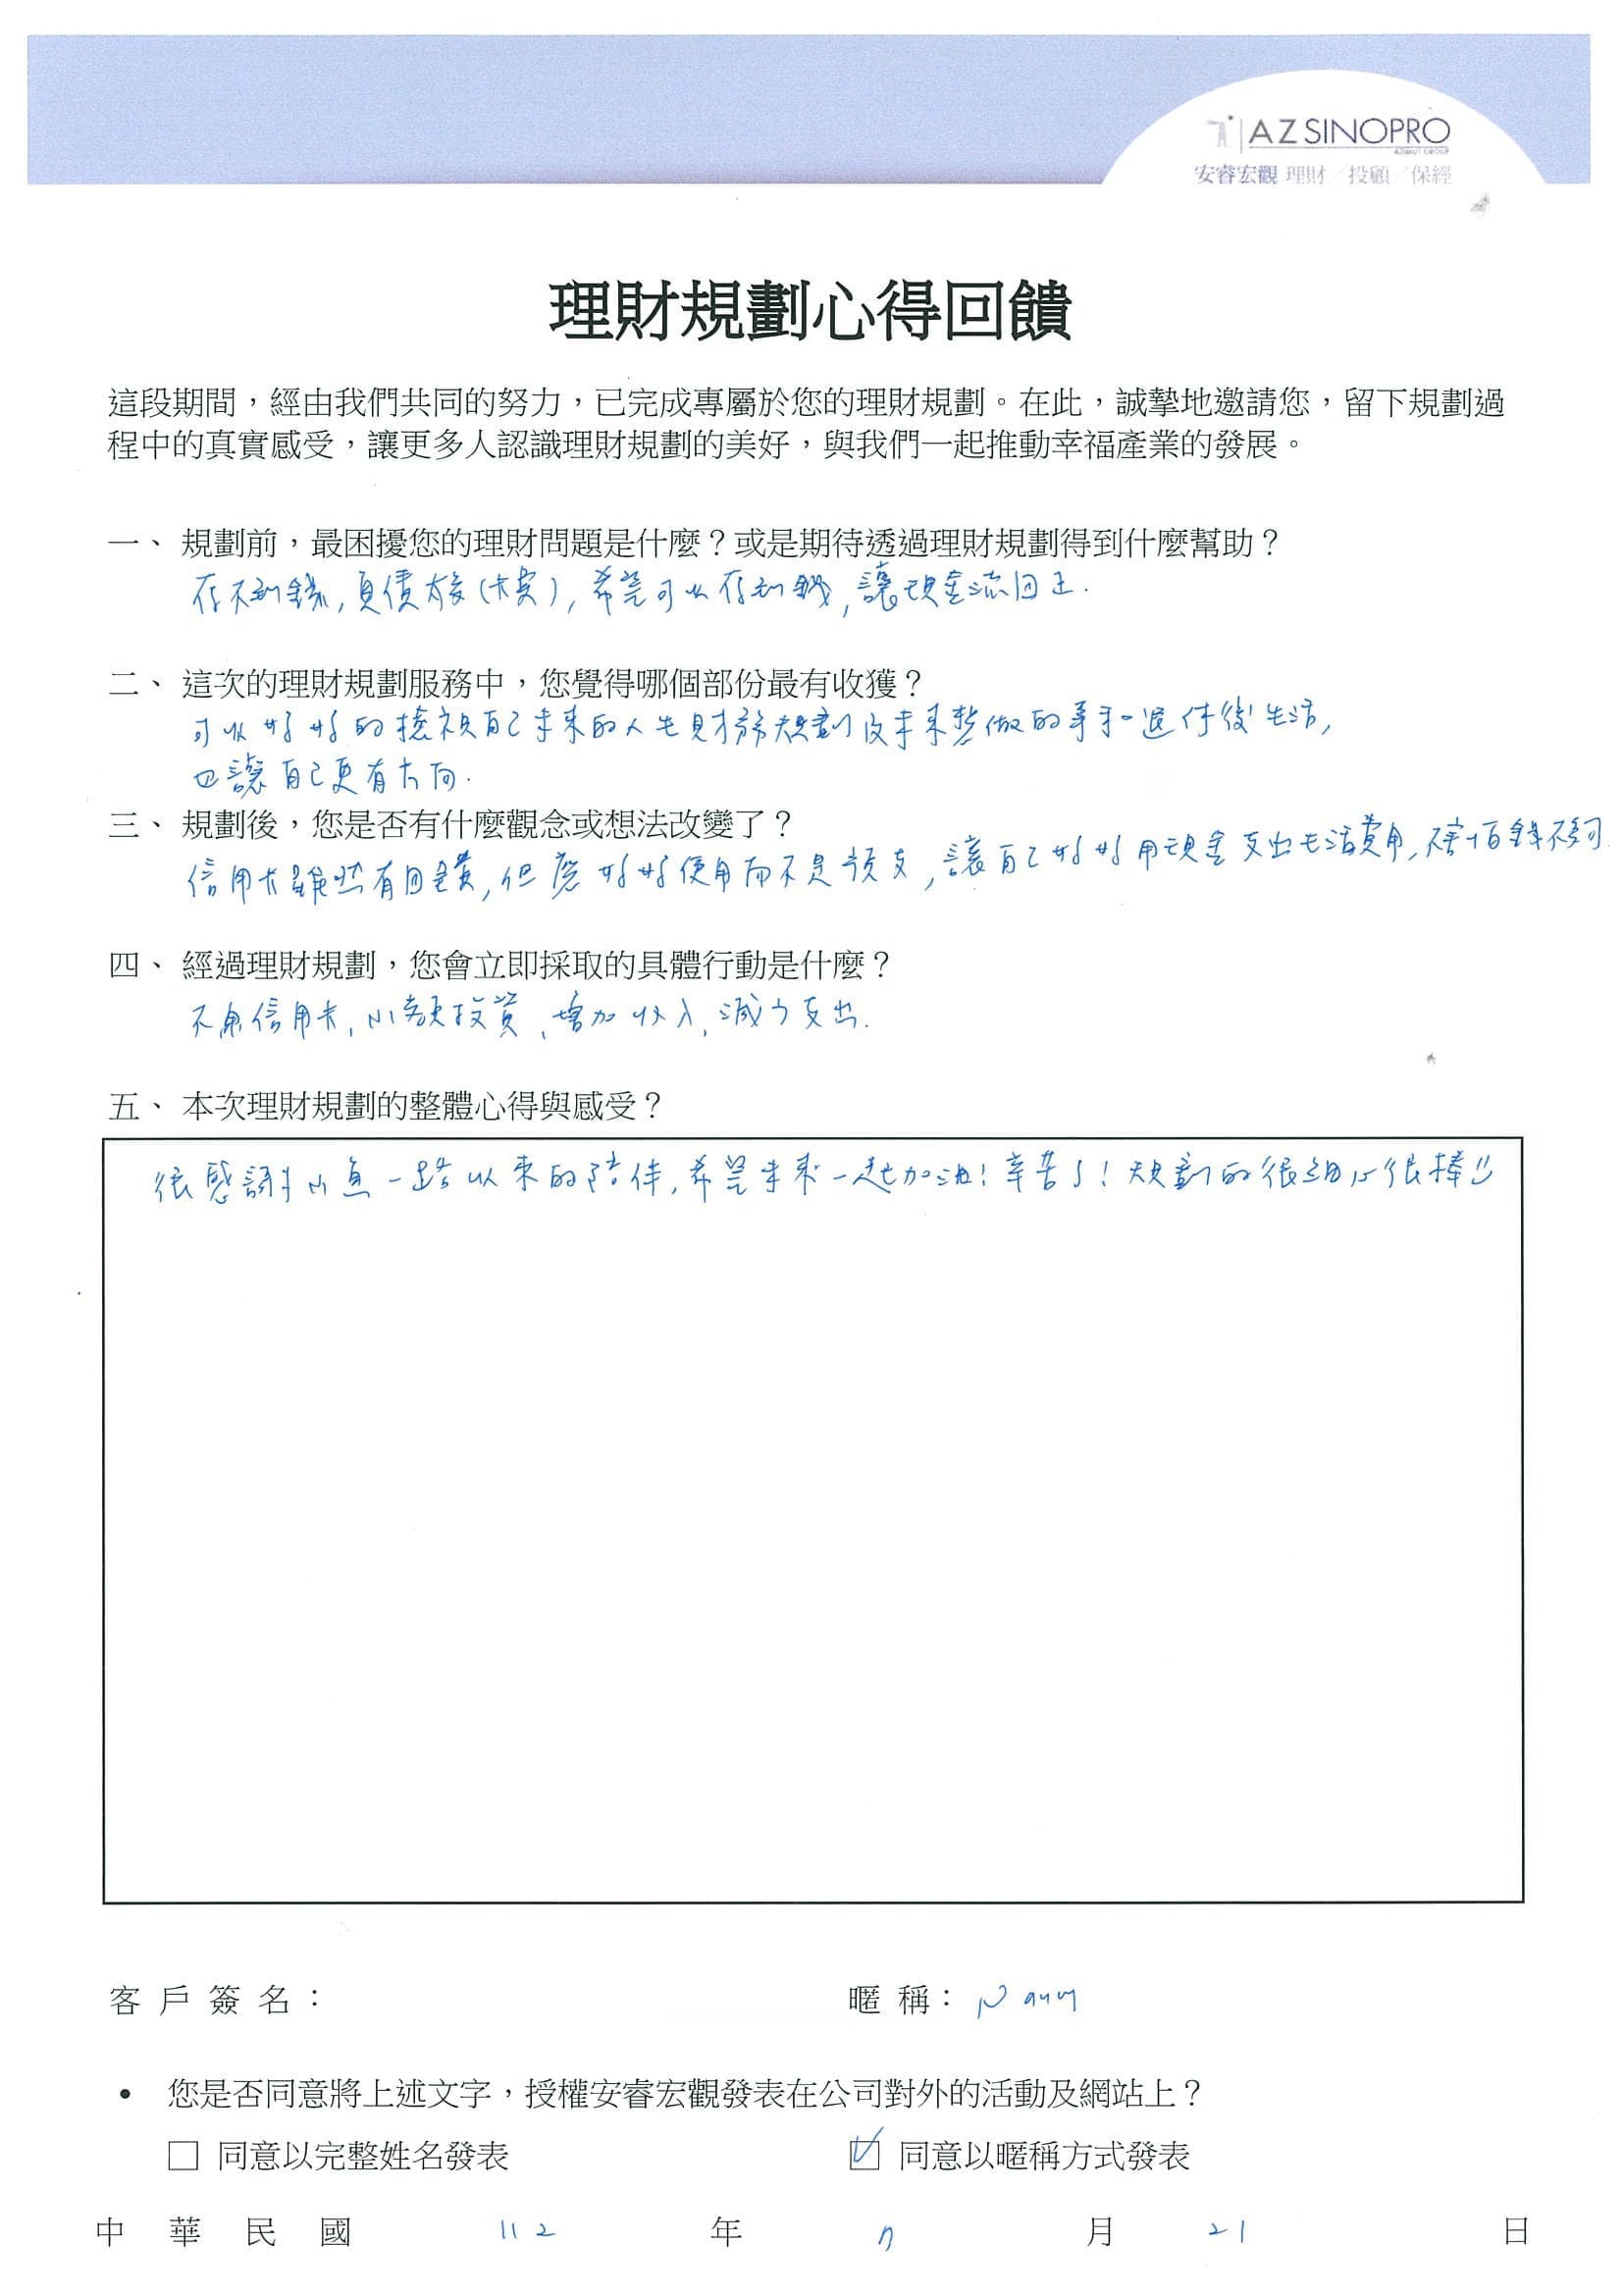 AZ SINOPRO
AZIMUT GROUP
安睿宏觀 理財／投顧／保經
理財規劃心得回饋
這段期間，經由我們共同的努力，已完成專屬於您的理財規劃。在此，誠摯地邀請您，留下規劃過
程中的真實感受，讓更多人認識理財規劃的美好，與我們一起推動幸福產業的發展。
一、 規劃前，最困擾您的理財問題是什麼？或是期待透過理財規劃得到什麼幫助？
存不到錢，負債太多(卡費)，希望可以存到錢，讓現金流回正.
二、 這次的理財規劃服務中，您覺得哪個部份最有收獲？
可以好好的檢視自己未來的人生財務規劃及未來想做的事和退休後生活，
也讓自己更有方向.
三、 規劃後，您是否有什麼觀念或想法改變了？
信用卡雖然有回饋，但應好好使用而不是預支，讓自己好好用現金支出生活費用，不害怕錢不夠
四、 經過理財規劃，您會立即採取的具體行動是什麼？
不用信用卡、小額投資、增加收入、減少支出.
五、 本次理財規劃的整體心得與感受？
很感謝小魚一路以來的陪伴，希望未來一起加油！辛苦了！規劃的很細心很棒!!
客 戶 簽 名：
暱 稱： Nauy
• 您是否同意將上述文字，授權安睿宏觀發表在公司對外的活動及網站上？
□ 同意以完整姓名發表
☑ 同意以暱稱方式發表
中 華 民 國 112 年 月 21 日